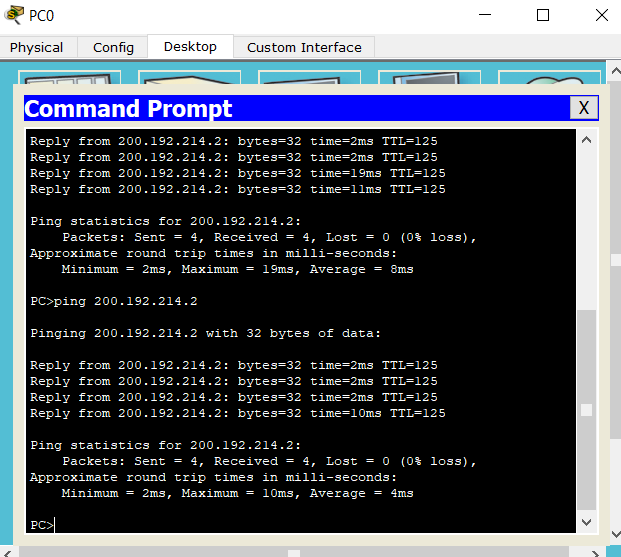 PC0
Physical Config Desktop Custom Interface
Command Prompt X
Reply from 200.192.214.2: bytes=32 time=2ms TTL=125
Reply from 200.192.214.2: bytes=32 time=2ms TTL=125
Reply from 200.192.214.2: bytes=32 time=19ms TTL=125
Reply from 200.192.214.2: bytes=32 time=11ms TTL=125
Ping statistics for 200.192.214.2:
Packets: Sent = 4, Received = 4, Lost = 0 (0% loss),
Approximate round trip times in milli-seconds:
Minimum = 2ms, Maximum = 19ms, Average = 8ms
PC>ping 200.192.214.2
Pinging 200.192.214.2 with 32 bytes of data:
Reply from 200.192.214.2: bytes=32 time=2ms TTL=125
Reply from 200.192.214.2: bytes=32 time=2ms TTL=125
Reply from 200.192.214.2: bytes=32 time=2ms TTL=125
Reply from 200.192.214.2: bytes=32 time=10ms TTL=125
Ping statistics for 200.192.214.2:
Packets: Sent = 4, Received = 4, Lost = 0 (0% loss),
Approximate round trip times in milli-seconds:
Minimum = 2ms, Maximum = 10ms, Average = 4ms
PC>